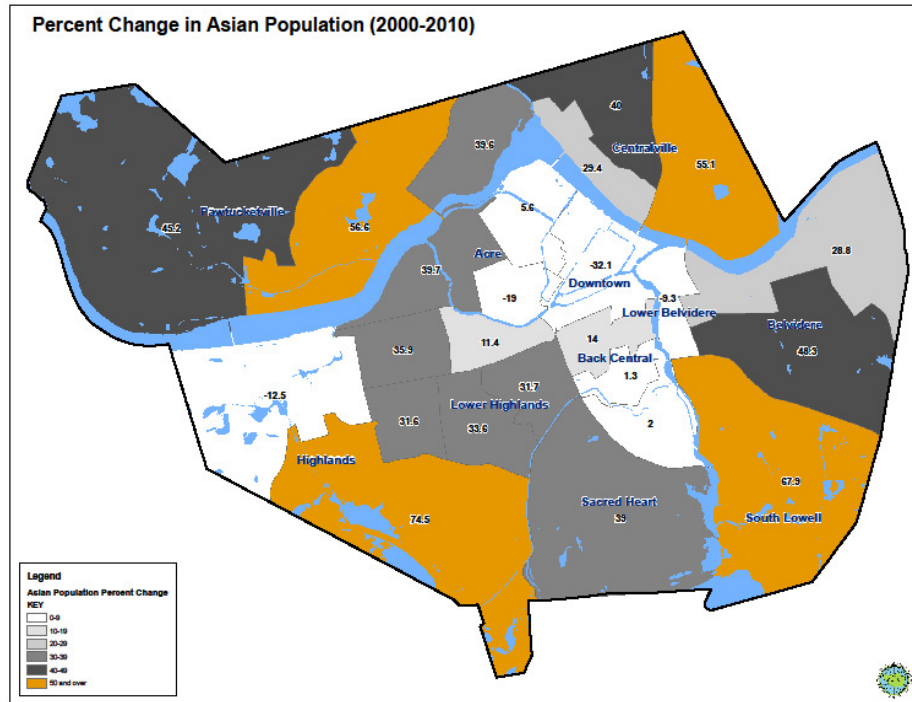 Percent Change in Asian Population (2000-2010)
40
39.6
Centralville
29.4
55.1
5.6
Pawtucketville
45.2
56.6
28.8
Acre
39.7
-32.1
Downtown
-19
-9.3
Lower Belvidere
Belvidere
14
11.4
35.9
48.3
Back Central
1.3
31.7
-12.5
Lower Highlands
31.6
33.6
2
Highlands
67.9
Sacred Heart
39
74.5
South Lowell
Legend
Asian Population Percent Change
KEY
0-9
10-19
20-29
30-39
40-49
50 and over